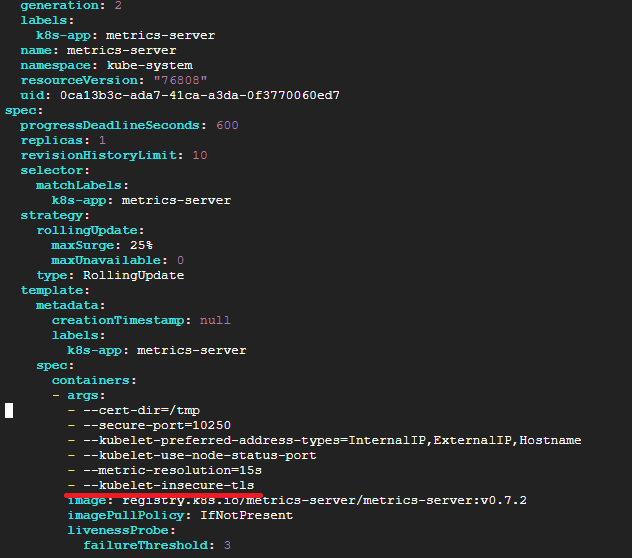 generation: 2
labels:
k8s-app: metrics-server
name: metrics-server
namespace: kube-system
resourceVersion: "76808"
uid: 0ca13b3c-ada7-41ca-a3da-0f3770060ed7
spec:
progressDeadlineSeconds: 600
replicas: 1
revisionHistoryLimit: 10
selector:
matchLabels:
k8s-app: metrics-server
strategy:
rollingUpdate:
maxSurge: 25%
maxUnavailable: 0
type: RollingUpdate
template:
metadata:
creationTimestamp: null
labels:
k8s-app: metrics-server
spec:
containers:
- args:
- --cert-dir=/tmp
- --secure-port=10250
- --kubelet-preferred-address-types=InternalIP,ExternalIP,Hostname
- --kubelet-use-node-status-port
- --metric-resolution=15s
- --kubelet-insecure-tls
image: registry.k8s.io/metrics-server/metrics-server:v0.7.2
imagePullPolicy: IfNotPresent
livenessProbe:
failureThreshold: 3